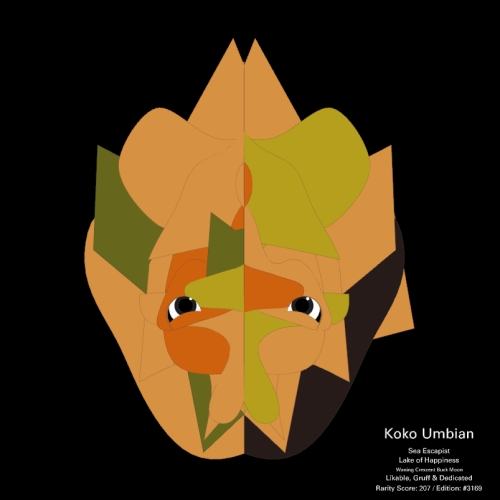 Koko Umbian
Sea Escapist
Lake of Happiness
Waning Crescent Buck Moon
Likable, Gruff & Dedicated
Rarity Score: 207 / Edition: #3169